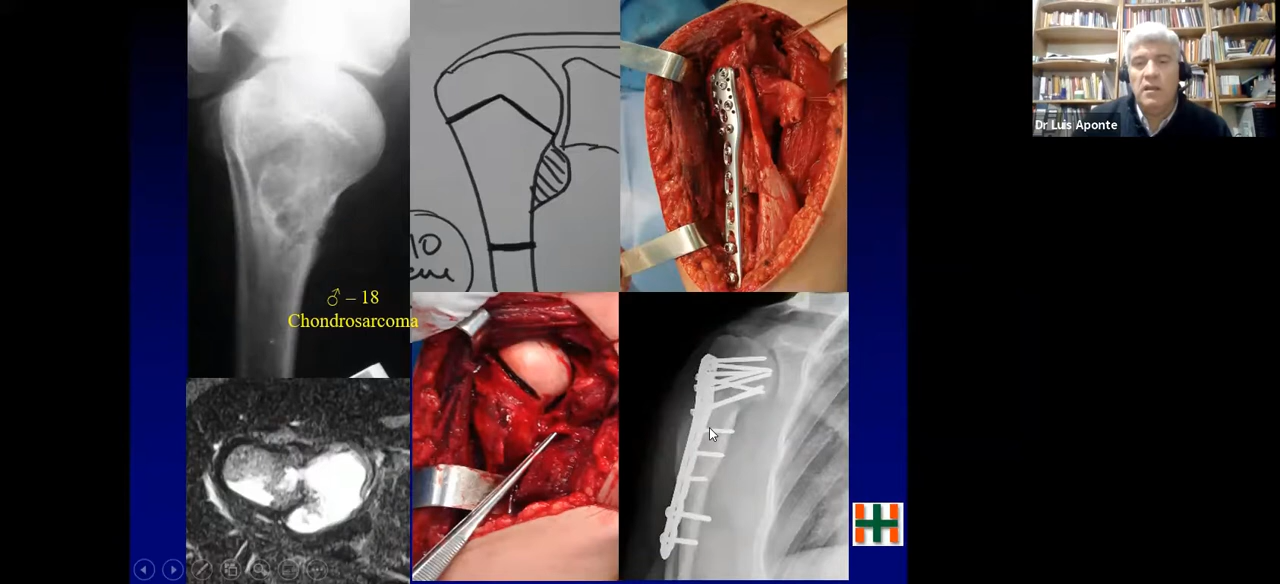 ♂ – 18
Chondrosarcoma
Dr Luis Aponte